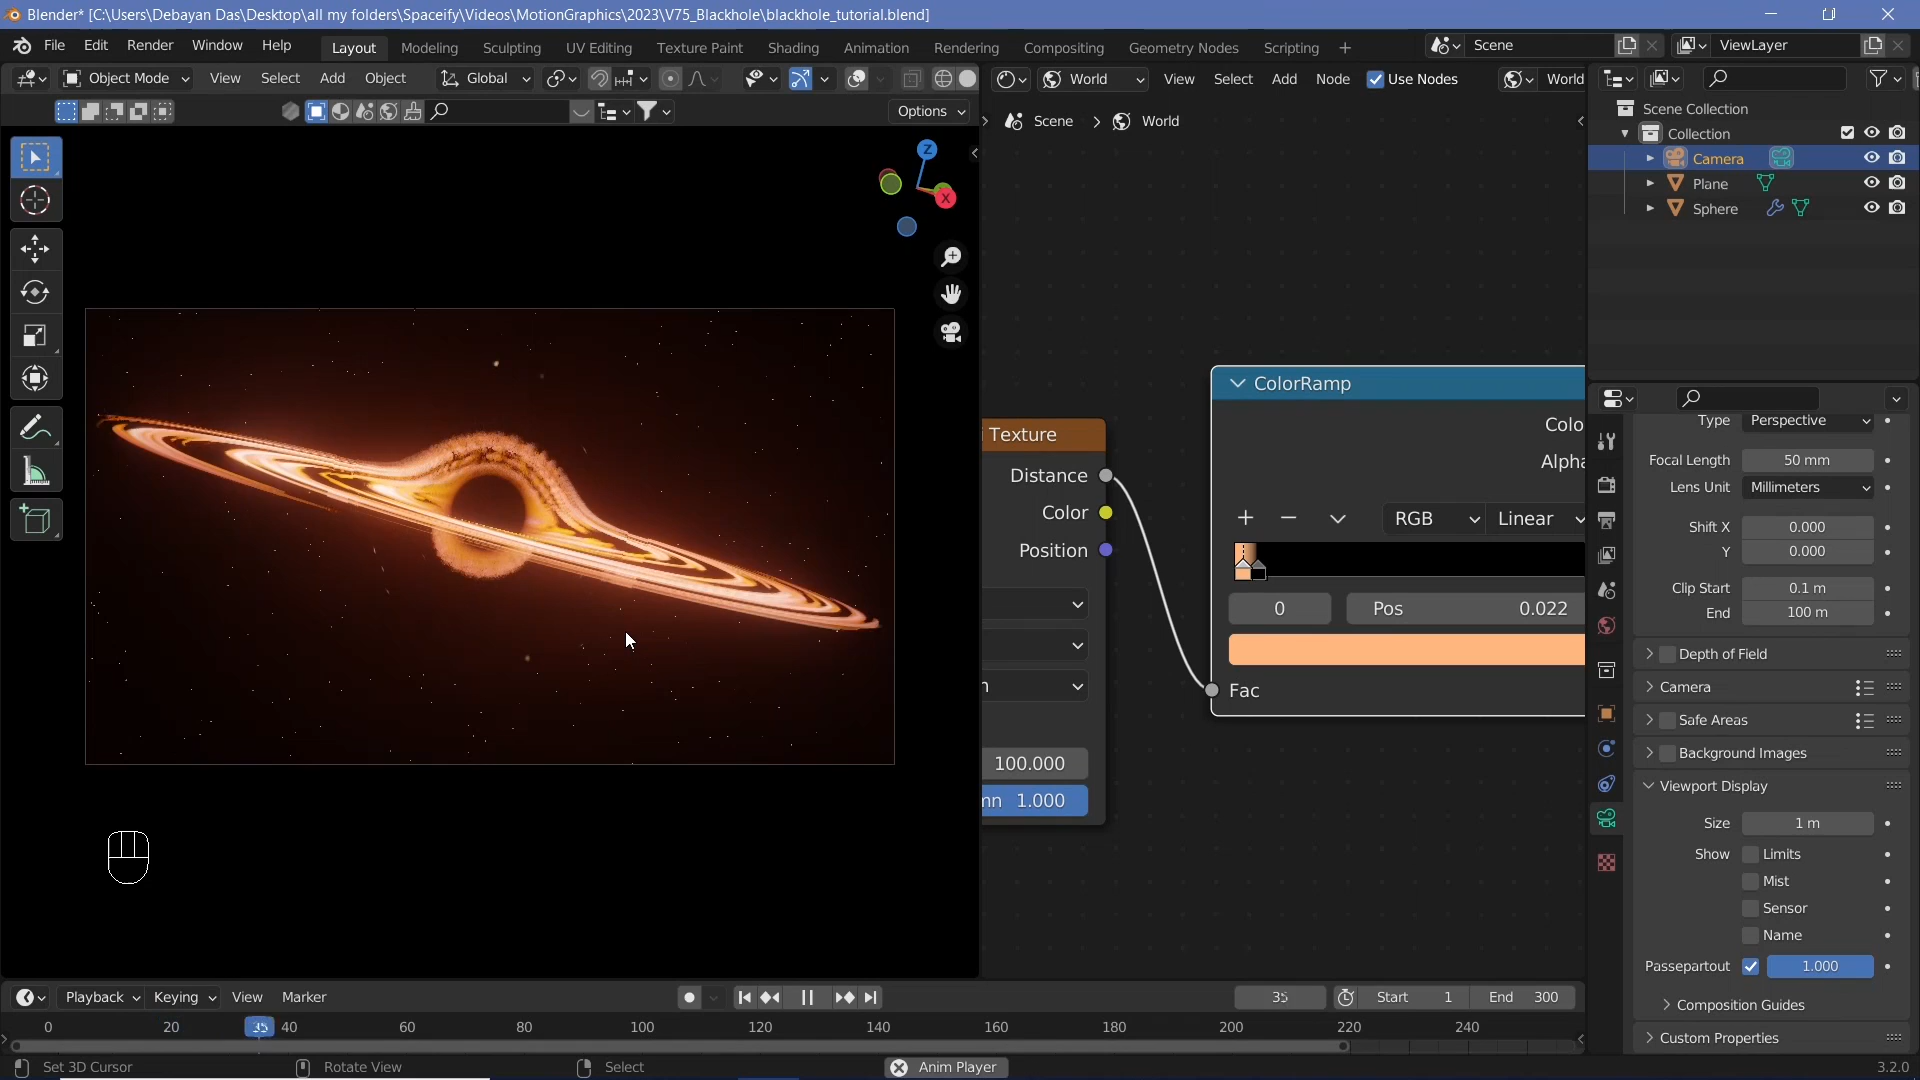 Blender* [C:\Users\Debayan Das\Desktop\all my folders\Spaceify\Videos\MotionGraphics\2023\V75_Blackhole\blackhole_tutorial.blend]
File Edit Render Window Help Layout Modeling Sculpting UV Editing Texture Paint Shading Animation Rendering Compositing Geometry Nodes Scripting + Scene ViewLayer
Object Mode View Select Add Object Global World View Select Add Node Use Nodes World
Options
Scene > World
Scene Collection
Collection
Camera
Plane
Sphere
Z
X
ColorRamp
Colo
Alpha
Texture
Distance
Color
Position
RGB Linear
0 Pos 0.022
Fac
100.000
mn 1.000
Type Perspective
Focal Length 50 mm
Lens Unit Millimeters
Shift X 0.000
Y 0.000
Clip Start 0.1 m
End 100 m
Depth of Field
Camera
Safe Areas
Background Images
Viewport Display
Size 1 m
Show Limits
Mist
Sensor
Name
Passepartout 1.000
Composition Guides
Custom Properties
Playback Keying View Marker 35 Start 1 End 300
0 20 35 40 60 80 100 120 140 160 180 200 220 240
Set 3D Cursor Rotate View Select Anim Player 3.2.0